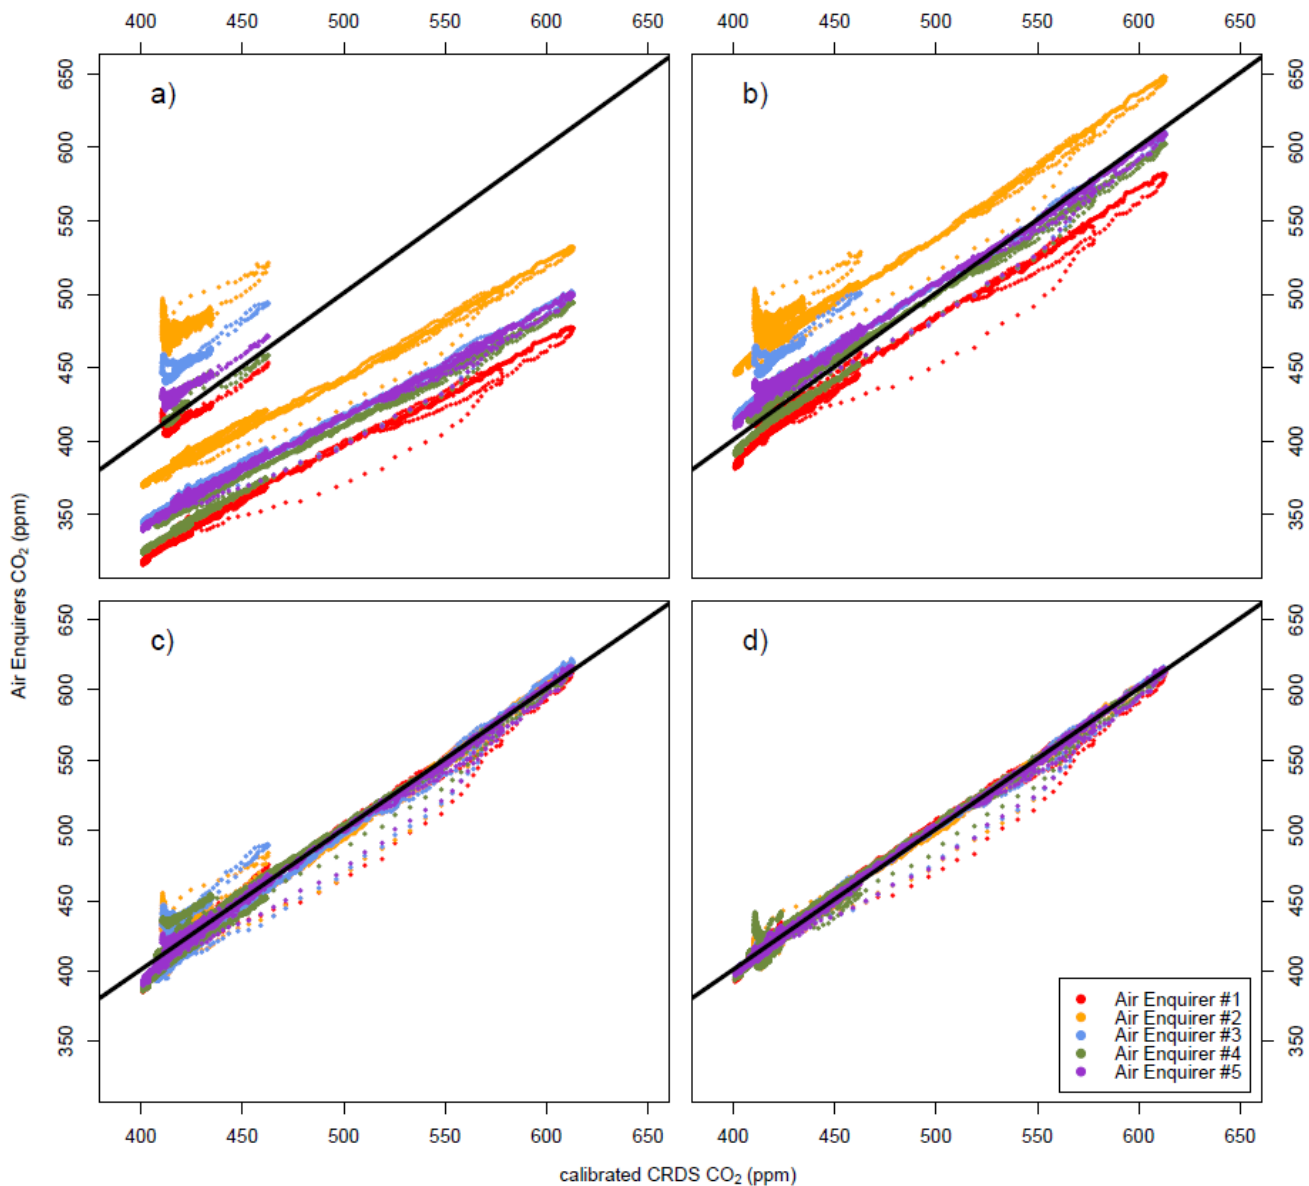 400 450 500 550 600 650 400 450 500 550 600 650
a)
b)
650 600 550 500 450 400 350
650 600 550 500 450 400 350
Air Enquirers CO₂ (ppm)
c)
d)
650 600 550 500 450 400 350
650 600 550 500 450 400 350
Air Enquirer #1
Air Enquirer #2
Air Enquirer #3
Air Enquirer #4
Air Enquirer #5
400 450 500 550 600 650 400 450 500 550 600 650
calibrated CRDS CO₂ (ppm)